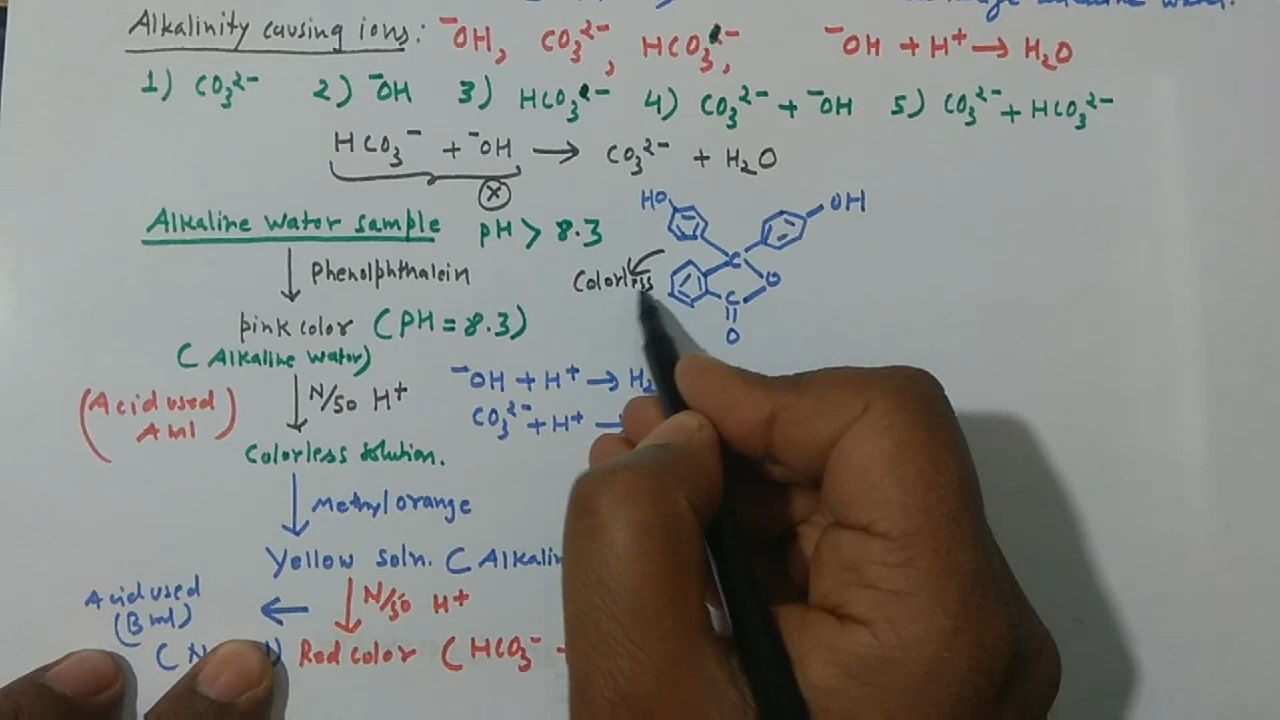 Alkalinity causing ions: ⁻OH, CO₃²⁻, HCO₃⁻, ⁻OH + H⁺ → H₂O
1) CO₃²⁻ 2) ⁻OH 3) HCO₃⁻ 4) CO₃²⁻ + ⁻OH 5) CO₃²⁻ + HCO₃²⁻
HCO₃⁻ + ⁻OH → CO₃²⁻ + H₂O
X
Alkaline water sample pH > 8.3
HO OH
Phenolphthalein
Colorless
C O
C
O
pink color (PH = 8.3)
(Alkaline water)
⁻OH + H⁺ → H₂
N/50 H⁺
(Acid used
A ml)
CO₃²⁻ + H⁺ →
Colorless solution.
Methyl orange
Yellow soln. (Alkalin
Acid used
(B ml)
← N/50 H⁺
Red color (HCO₃⁻